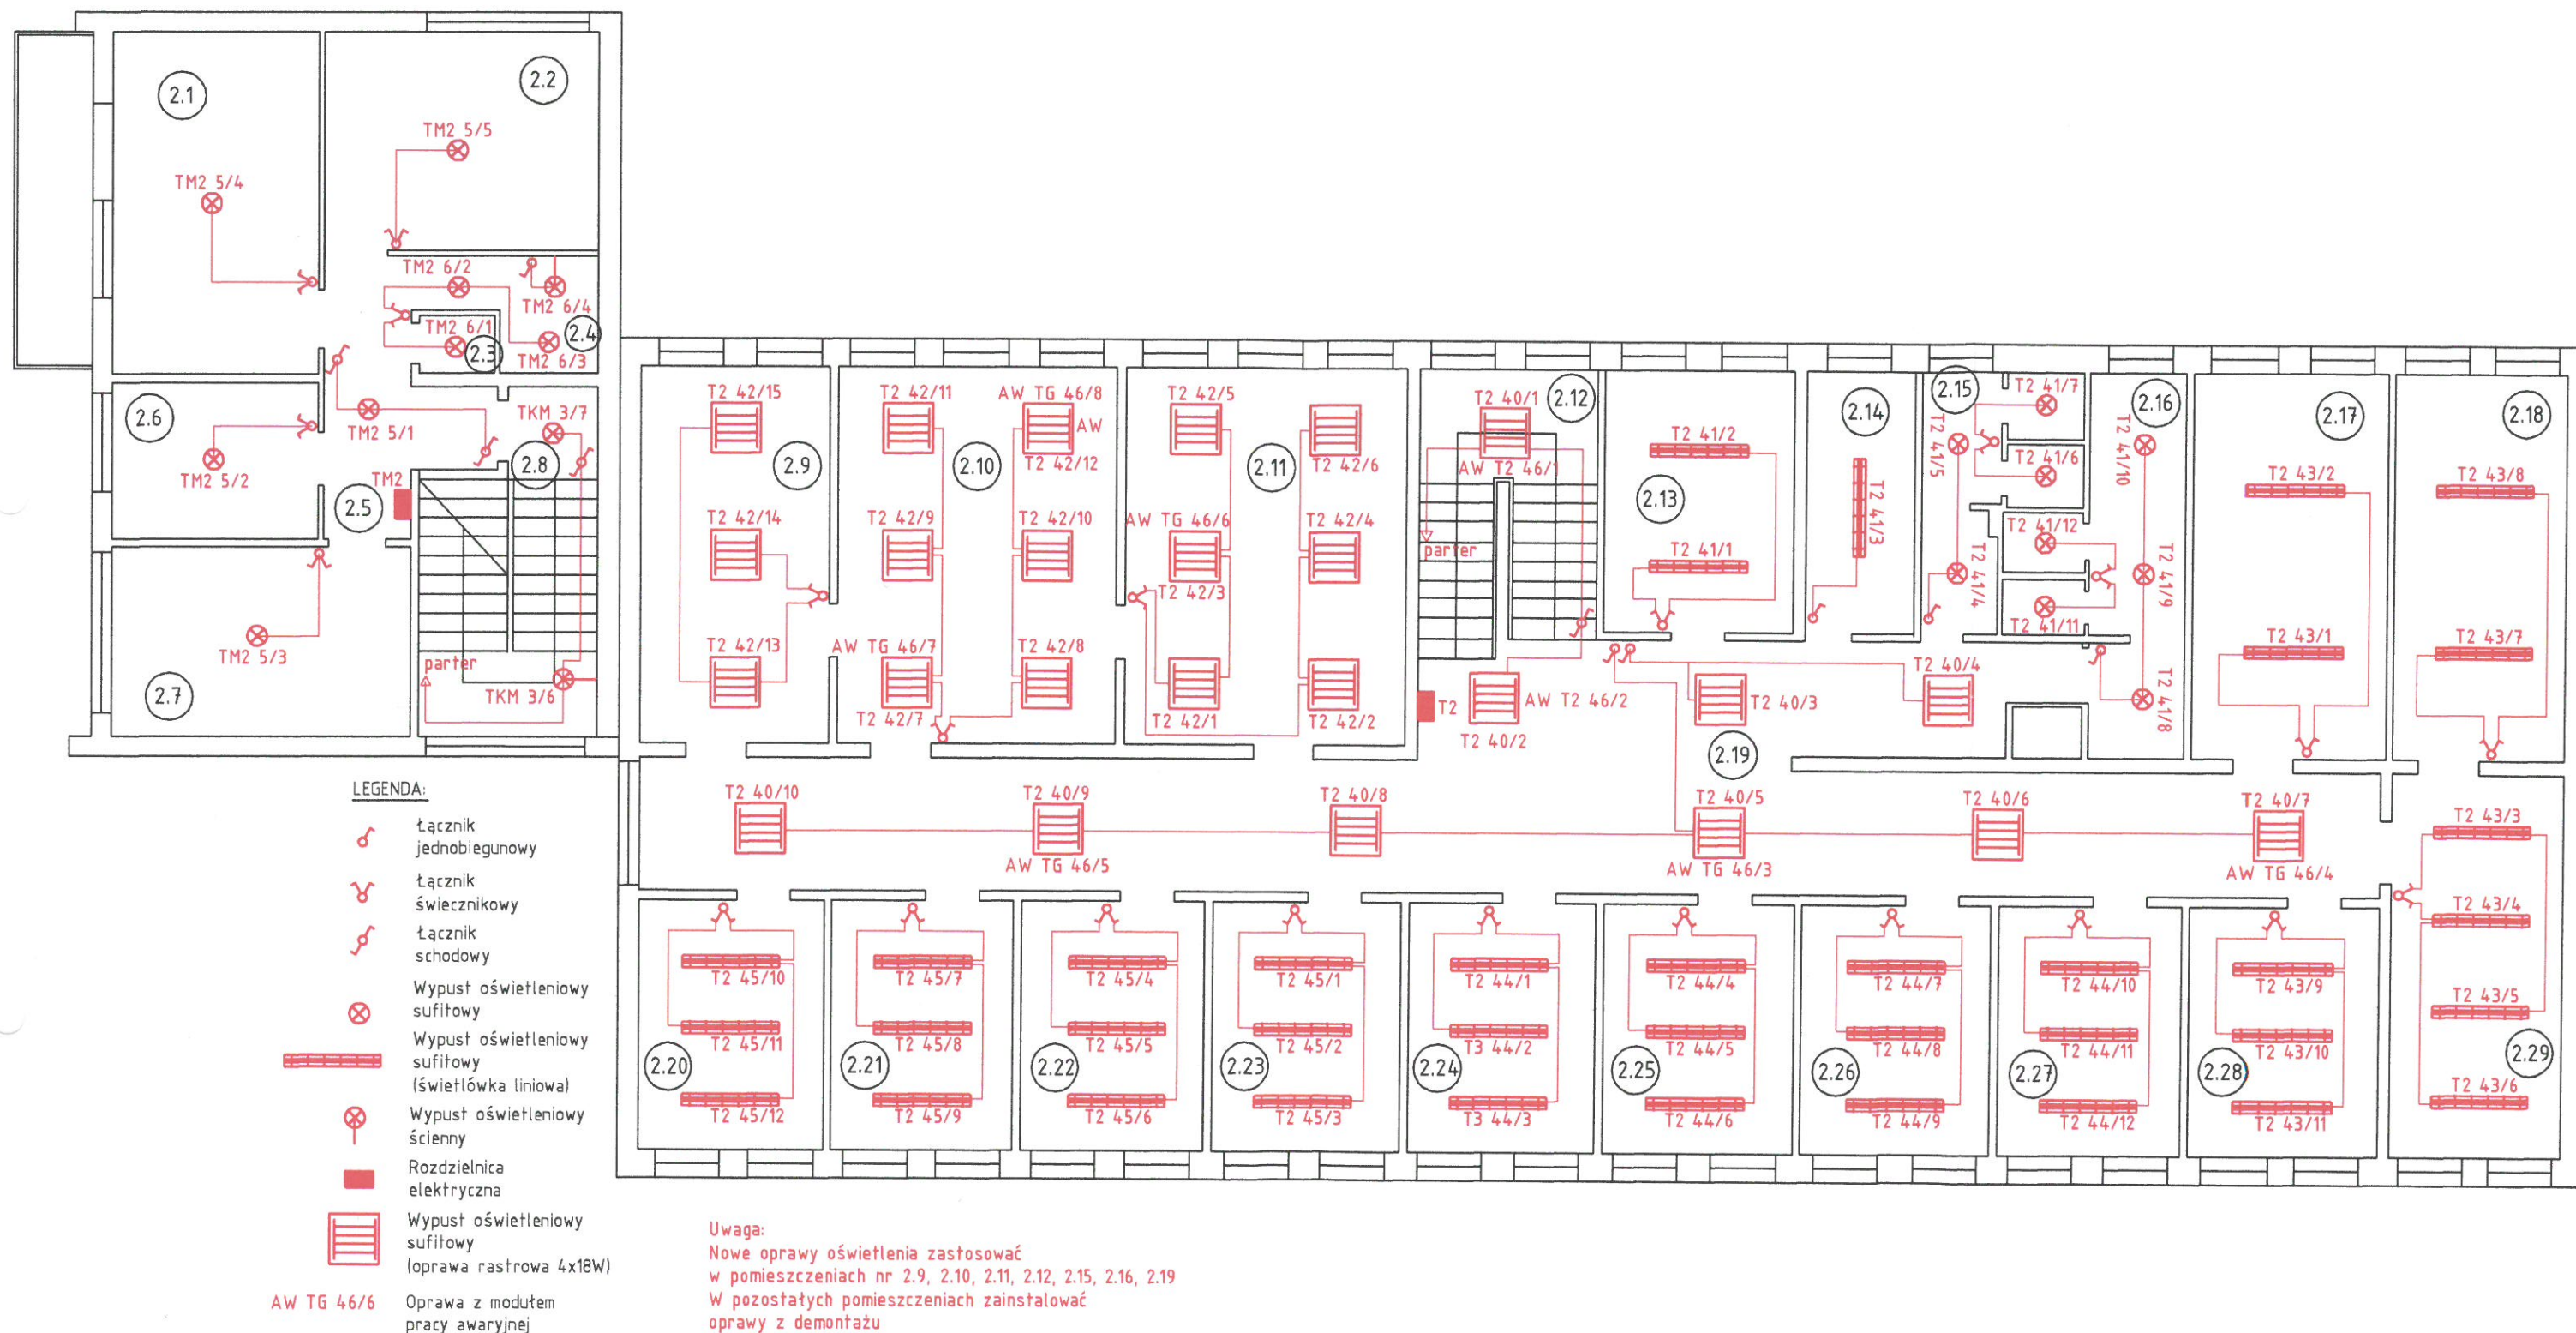 2.1
2.2
TM2 5/5
TM2 5/4
TM2 6/2
TM2 6/4
TM2 6/1
2.3
2.4
TM2 6/3
2.6
TM2 5/1
TKM 3/7
TM2 5/2
TM2
2.5
2.8
TM2 5/3
parter
TKM 3/6
2.7
T2 42/15
2.9
T2 42/14
T2 42/13
T2 42/11
AW TG 46/8
AW
T2 42/12
2.10
T2 42/9
T2 42/10
AW TG 46/7
T2 42/8
T2 42/7
T2 42/5
T2 42/6
2.11
AW TG 46/6
T2 42/4
T2 42/3
T2 42/1
T2 42/2
T2 40/1
2.12
AW T2 46/1
parter
T2
AW T2 46/2
T2 40/2
T2 41/2
2.13
T2 41/1
2.14
T2 41/3
2.15
T2 41/7
T2 41/5
T2 41/6
T2 41/4
T2 41/12
T2 41/11
2.16
T2 41/10
T2 41/9
T2 41/8
2.17
T2 43/2
T2 43/1
2.18
T2 43/8
T2 43/7
T2 40/3
T2 40/4
2.19
T2 40/10
T2 40/9
AW TG 46/5
T2 40/8
T2 40/5
AW TG 46/3
T2 40/6
T2 40/7
AW TG 46/4
T2 43/3
T2 43/4
T2 43/5
T2 43/6
2.29
T2 45/10
T2 45/11
2.20
T2 45/12
T2 45/7
T2 45/8
2.21
T2 45/9
T2 45/4
T2 45/5
2.22
T2 45/6
T2 45/1
T2 45/2
2.23
T2 45/3
T2 44/1
T3 44/2
2.24
T3 44/3
T2 44/4
T2 44/5
2.25
T2 44/6
T2 44/7
T2 44/8
2.26
T2 44/9
T2 44/10
T2 44/11
2.27
T2 44/12
T2 43/9
T2 43/10
2.28
T2 43/11
LEGENDA:
Łącznik
jednobiegunowy
Łącznik
świecznikowy
Łącznik
schodowy
Wypust oświetleniowy
sufitowy
Wypust oświetleniowy
sufitowy
(świetlówka liniowa)
Wypust oświetleniowy
ścienny
Rozdzielnica
elektryczna
Wypust oświetleniowy
sufitowy
(oprawa rastrowa 4x18W)
AW TG 46/6 Oprawa z modułem
pracy awaryjnej
Uwaga:
Nowe oprawy oświetlenia zastosować
w pomieszczeniach nr 2.9, 2.10, 2.11, 2.12, 2.15, 2.16, 2.19
W pozostałych pomieszczeniach zainstalować
oprawy z demontażu